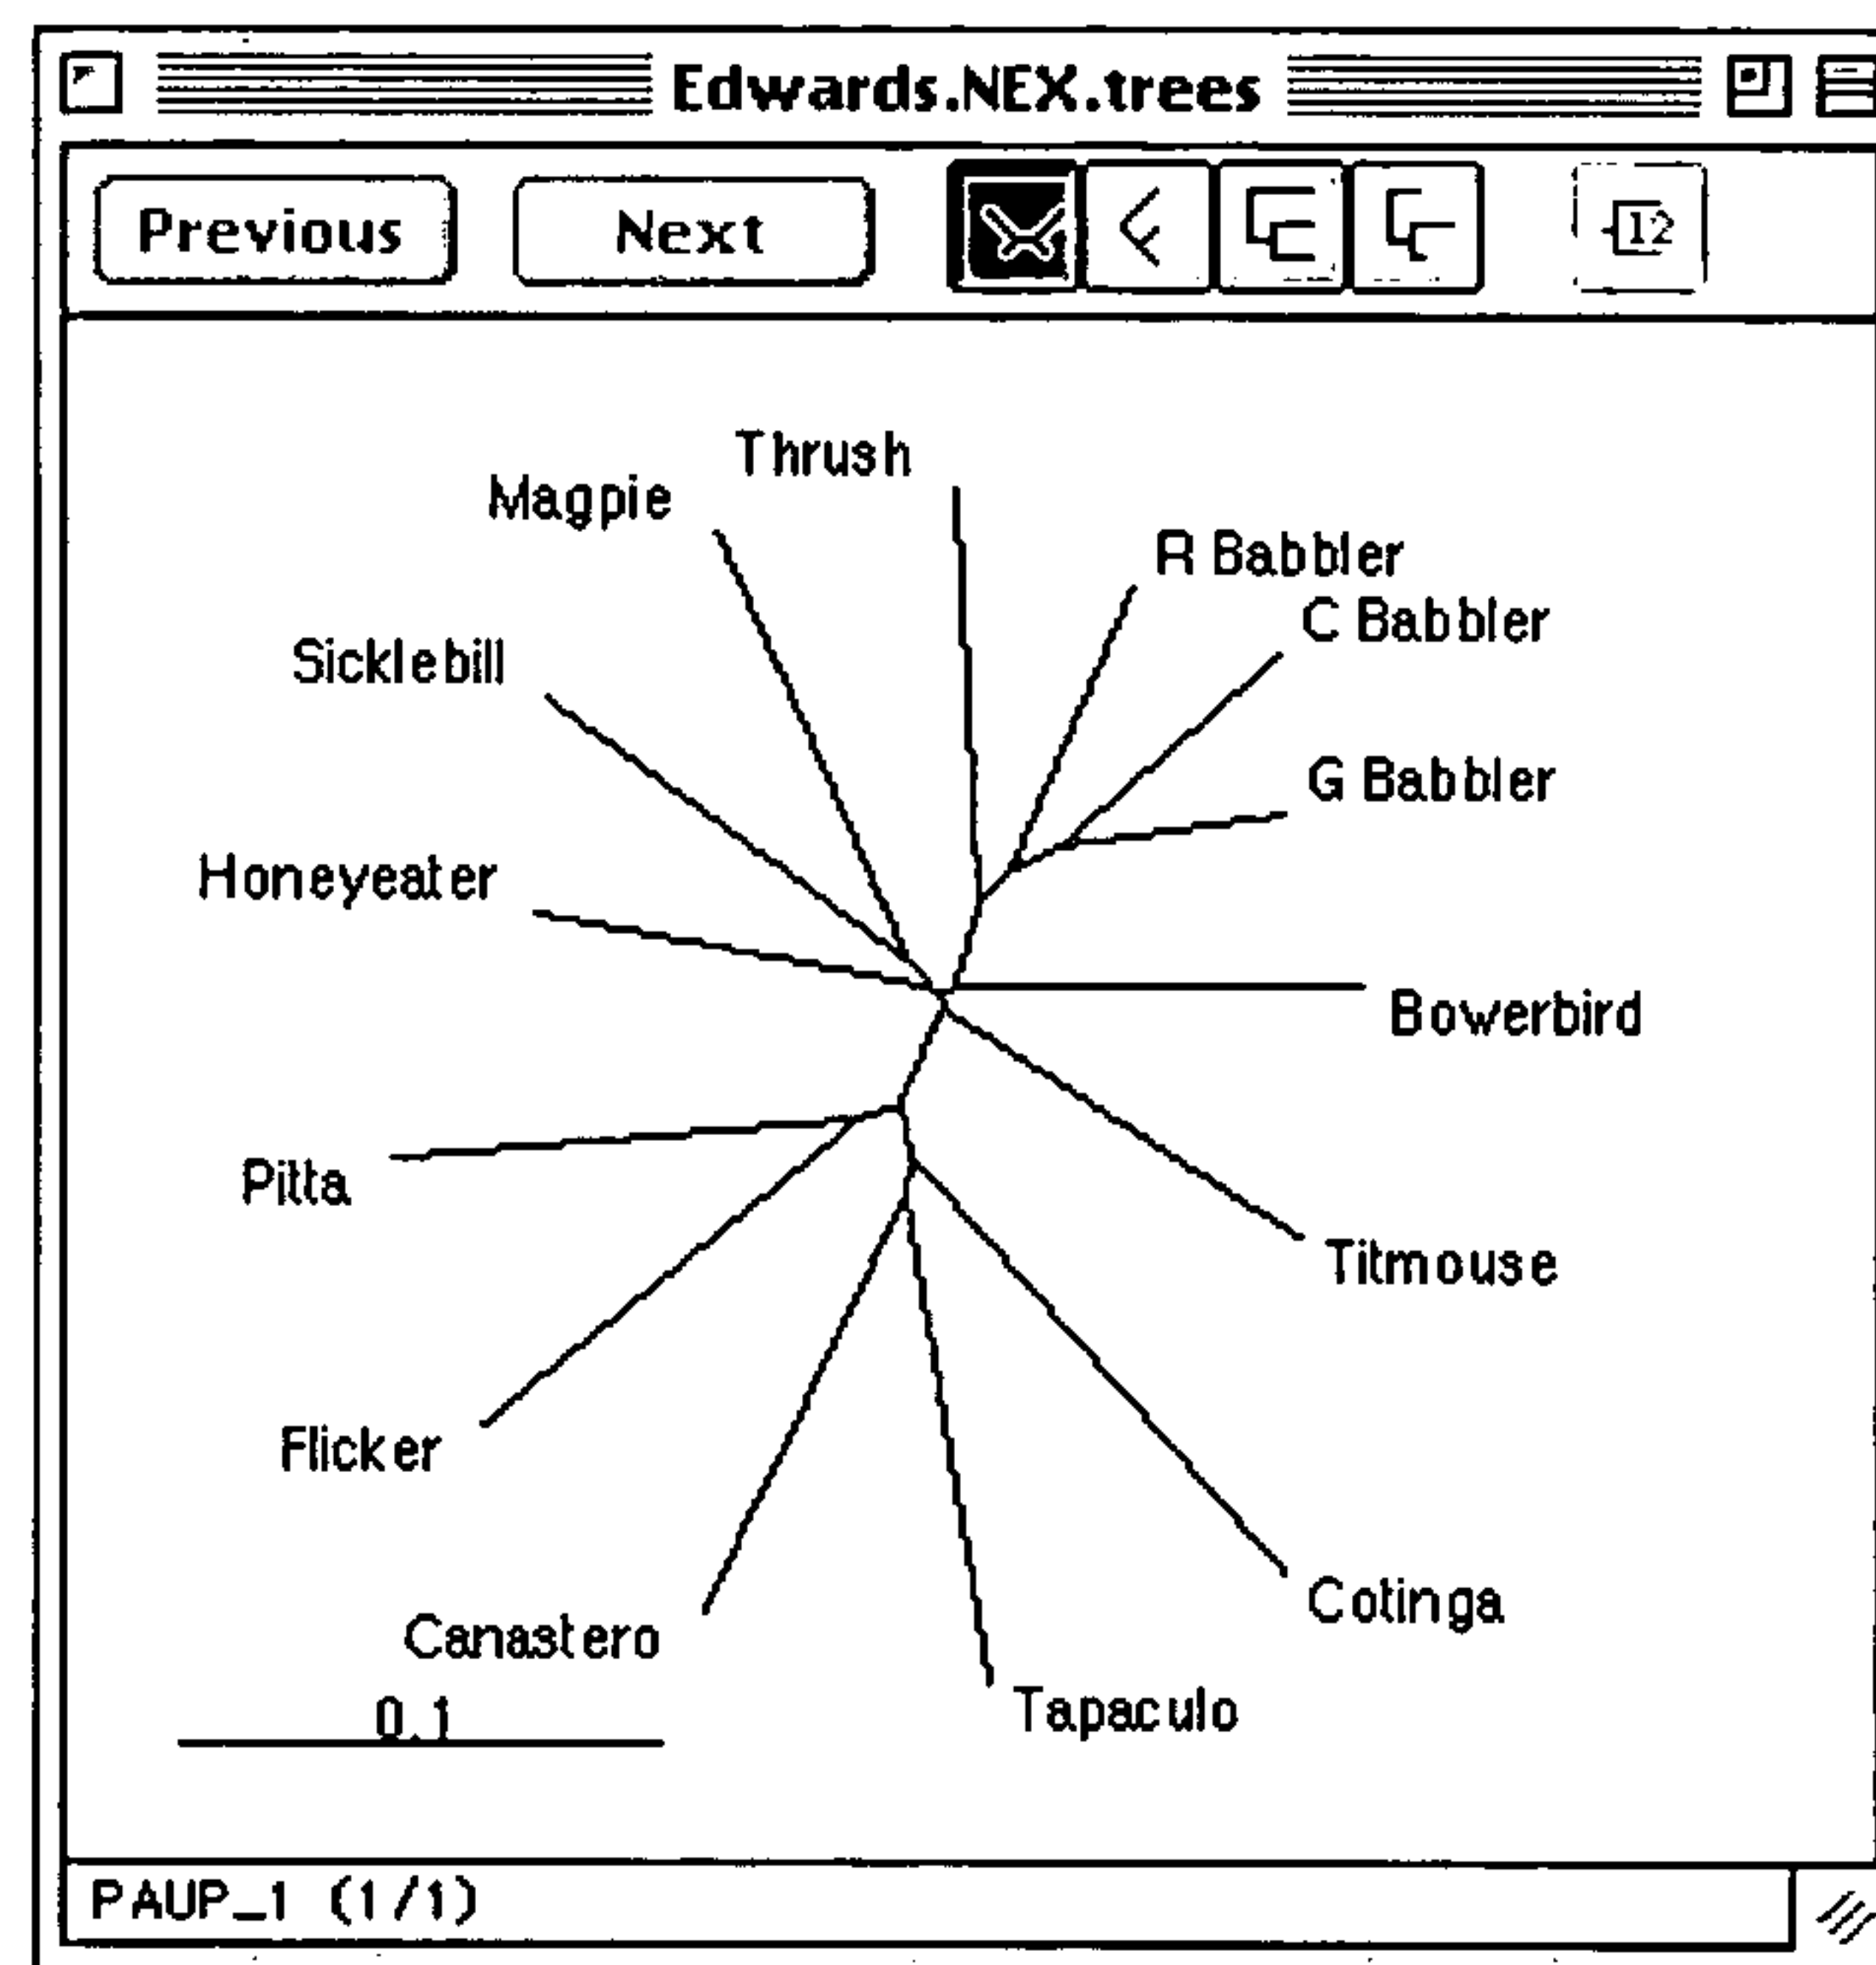 Edwards.NEX.trees
Previous
Next
12
Thrush
Magpie
R Babbler
C Babbler
Sicklebill
G Babbler
Honeyeater
Bowerbird
Pitta
Titmouse
Flicker
Cotinga
Canastero
Tapaculo
0.1
PAUP_1 (1/1)